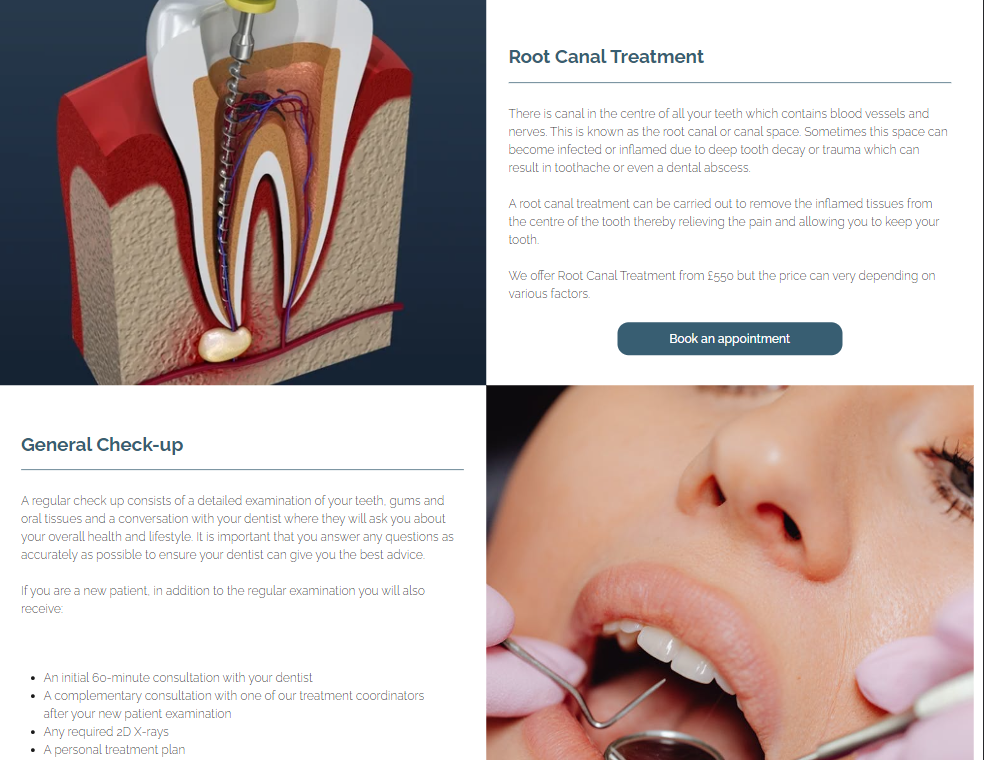 Root Canal Treatment
There is canal in the centre of all your teeth which contains blood vessels and
nerves. This is known as the root canal or canal space. Sometimes this space can
become infected or inflamed due to deep tooth decay or trauma which can
result in toothache or even a dental abscess.
A root canal treatment can be carried out to remove the inflamed tissues from
the centre of the tooth thereby relieving the pain and allowing you to keep your
tooth.
We offer Root Canal Treatment from £550 but the price can very depending on
various factors.
Book an appointment
General Check-up
A regular check up consists of a detailed examination of your teeth, gums and
oral tissues and a conversation with your dentist where they will ask you about
your overall health and lifestyle. It is important that you answer any questions as
accurately as possible to ensure your dentist can give you the best advice.
If you are a new patient, in addition to the regular examination you will also
receive:
• An initial 60-minute consultation with your dentist
• A complementary consultation with one of our treatment coordinators
after your new patient examination
• Any required 2D X-rays
• A personal treatment plan